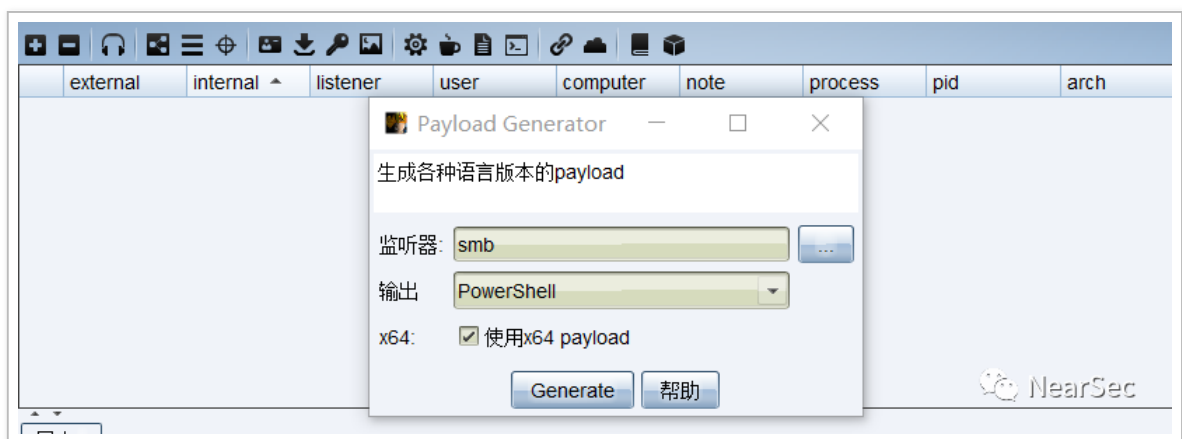 external internal listener user computer note process pid arch
Payload Generator
生成各种语言版本的payload
监听器: smb ...
输出 PowerShell
x64: 使用x64 payload
Generate 帮助
NearSec